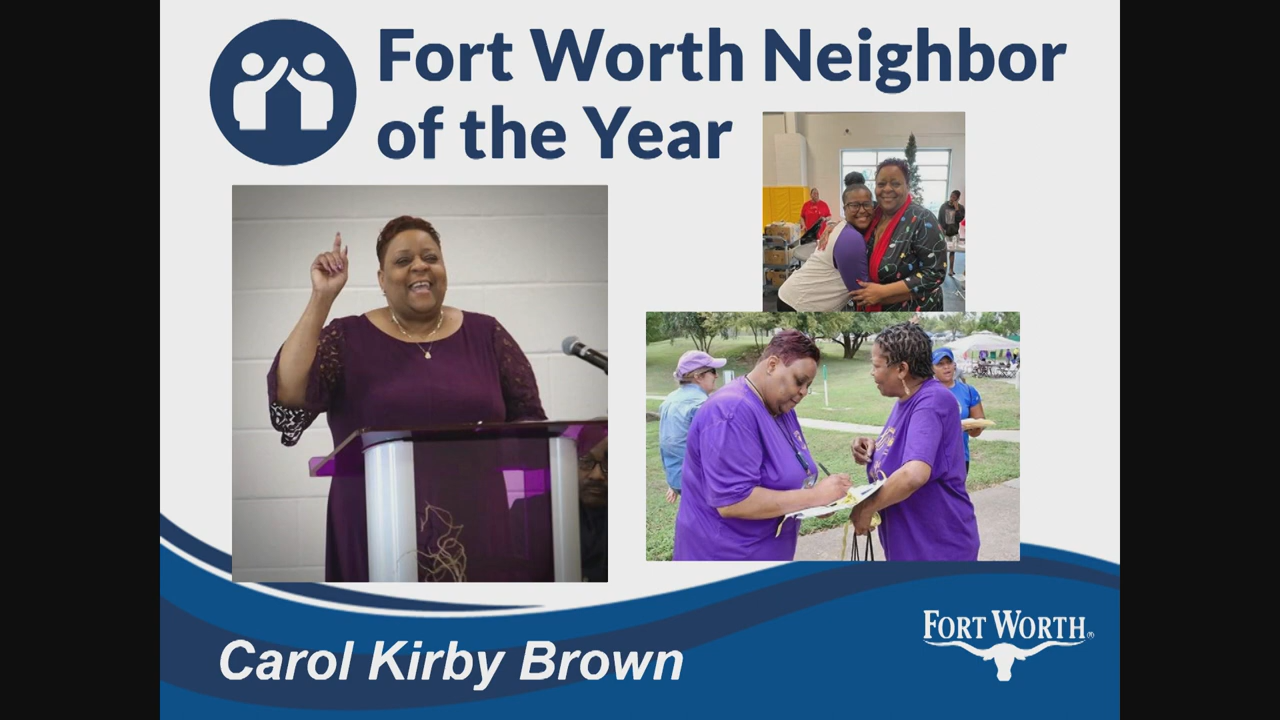 Fort Worth Neighbor
of the Year
Carol Kirby Brown
FORT WORTH®